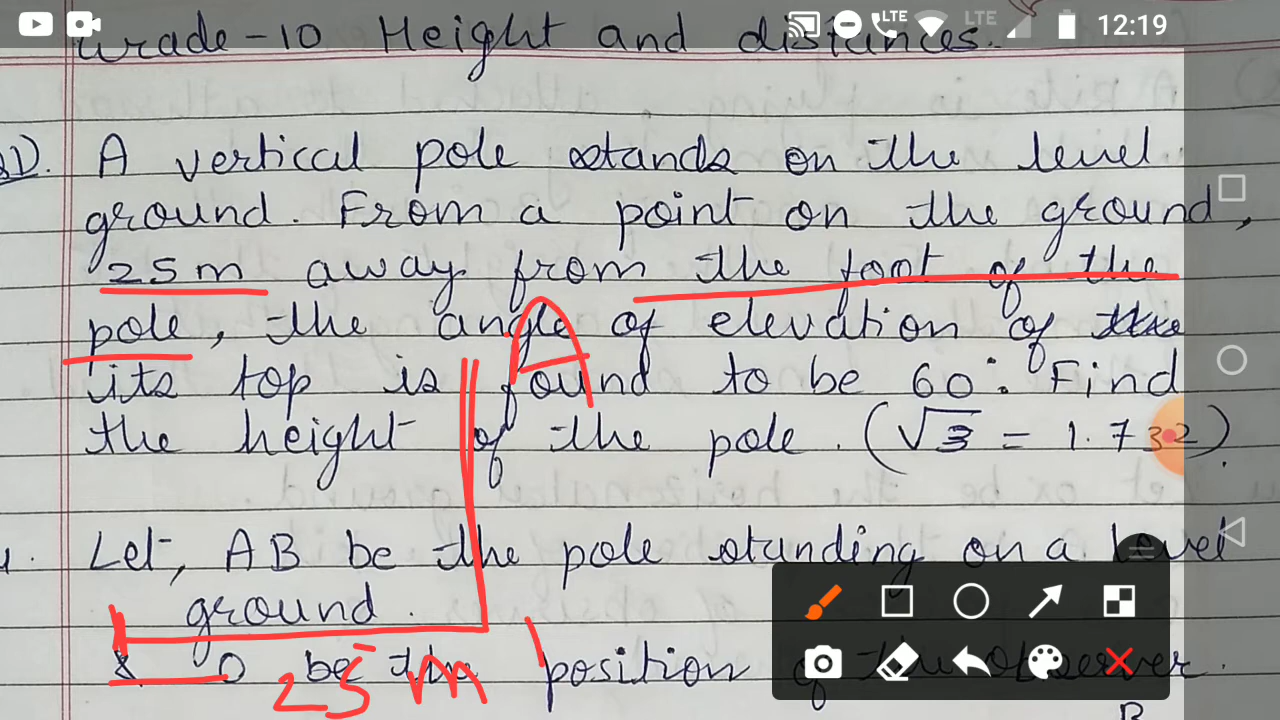 LTE LTE 12:19
Grade-10 Height and distances.
Q1). A vertical pole stands on the level
ground. From a point on the ground,
25m away from the foot of the
pole, the angle of elevation of
its top is found to be 60°. Find
the height of the pole. (√3 = 1.732).
A
Let, AB be the pole standing on a level
ground.
& O be the position of the observer.
25 m
B